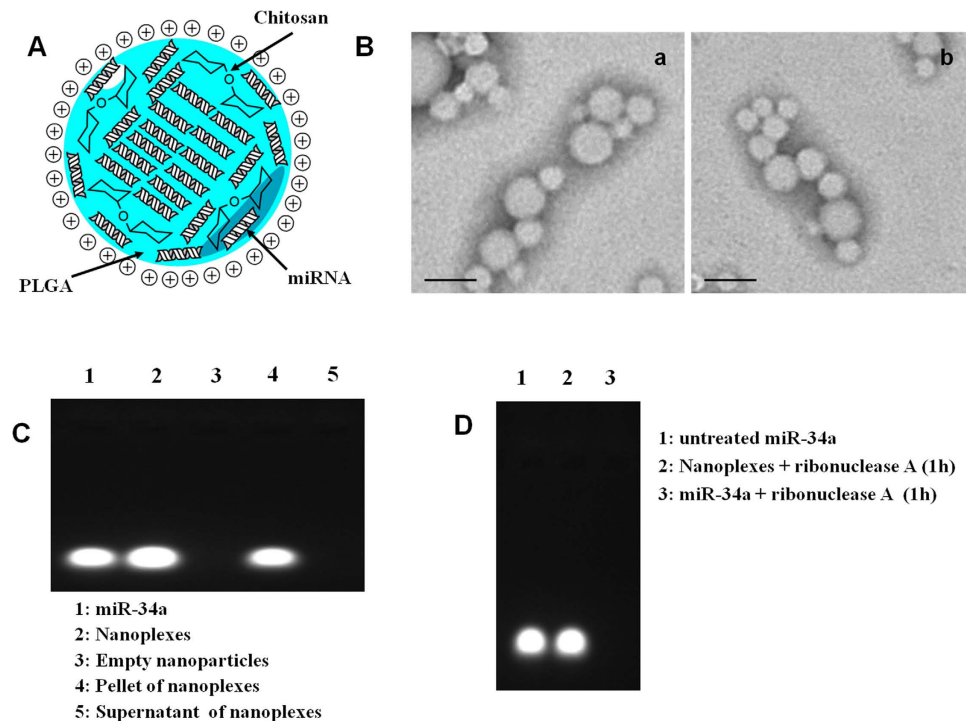 A
Chitosan
PLGA
miRNA
B
a
b
C
1 2 3 4 5
1: miR-34a
2: Nanoplexes
3: Empty nanoparticles
4: Pellet of nanoplexes
5: Supernatant of nanoplexes
D
1 2 3
1: untreated miR-34a
2: Nanoplexes + ribonuclease A (1h)
3: miR-34a + ribonuclease A (1h)